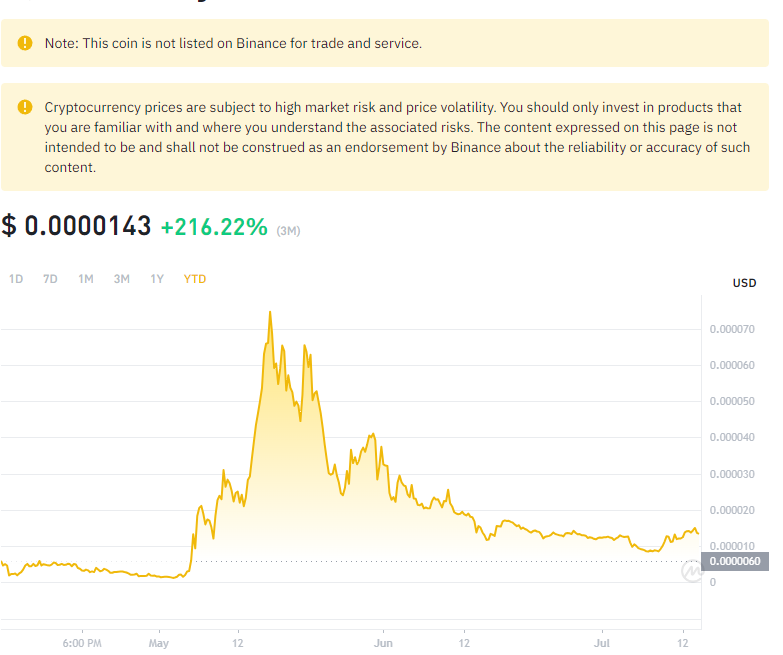 Note: This coin is not listed on Binance for trade and service.
Cryptocurrency prices are subject to high market risk and price volatility. You should only invest in products that
you are familiar with and where you understand the associated risks. The content expressed on this page is not
intended to be and shall not be construed as an endorsement by Binance about the reliability or accuracy of such
content.
$ 0.0000143 +216.22% (3M)
1D 7D 1M 3M 1Y YTD
USD
0.000070
0.000060
0.000050
0.000040
0.000030
0.000020
0.000010
0.0000060
0
6:00 PM May 12 Jun 12 Jul 12